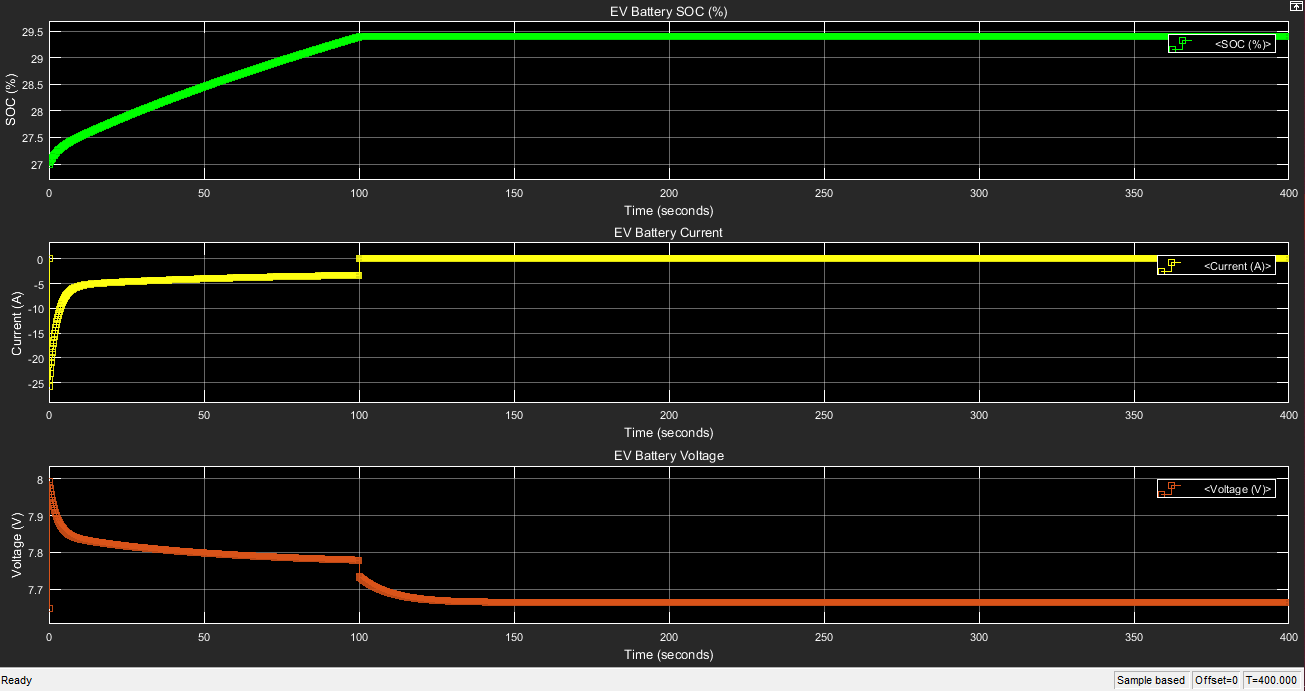 EV Battery SOC (%)
29.5
29
28.5
28
27.5
27
SOC (%)
<SOC (%)>
0 50 100 150 200 250 300 350 400
Time (seconds)
EV Battery Current
0
-5
-10
-15
-20
-25
Current (A)
<Current (A)>
0 50 100 150 200 250 300 350 400
Time (seconds)
EV Battery Voltage
8
7.9
7.8
7.7
Voltage (V)
<Voltage (V)>
0 50 100 150 200 250 300 350 400
Time (seconds)
Ready Sample based Offset=0 T=400.000